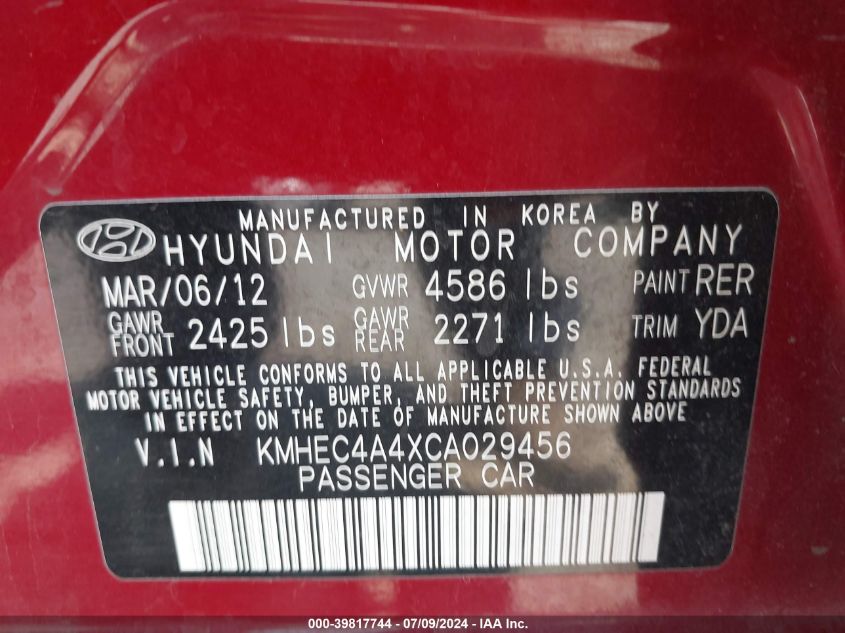 MANUFACTURED IN KOREA BY
HYUNDAI MOTOR COMPANY
MAR/06/12 GVWR 4586 lbs PAINT RER
GAWR FRONT 2425 lbs GAWR REAR 2271 lbs TRIM YDA
THIS VEHICLE CONFORMS TO ALL APPLICABLE U.S.A. FEDERAL
MOTOR VEHICLE SAFETY, BUMPER, AND THEFT PREVENTION STANDARDS
IN EFFECT ON THE DATE OF MANUFACTURE SHOWN ABOVE
V.I.N KMHEC4A4XCA029456
PASSENGER CAR
000-39817744 - 07/09/2024 - IAAI - IAA Inc.